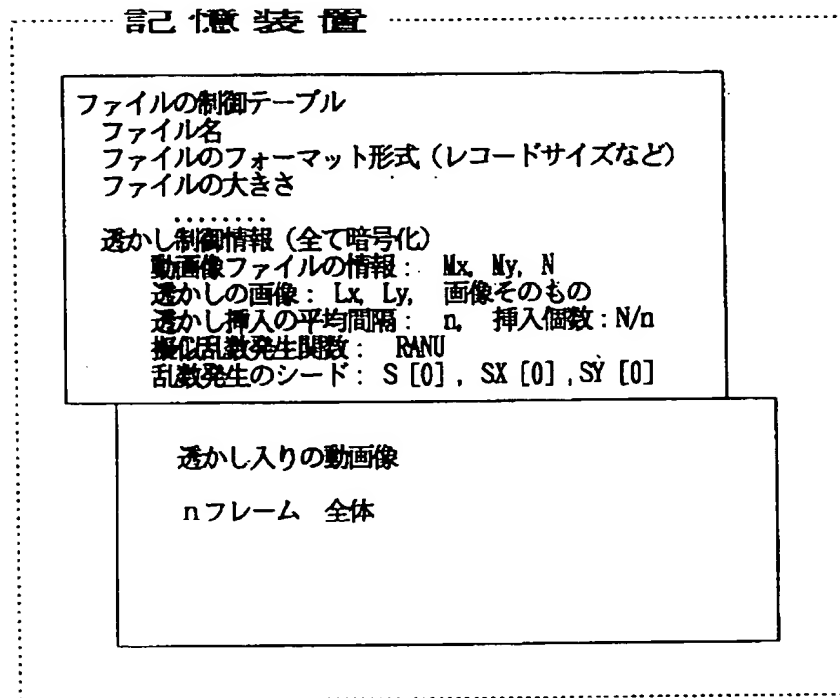 記憶装置
ファイルの制御テーブル
ファイル名
ファイルのフォーマット形式(レコードサイズなど)
ファイルの大きさ
........
透かし制御情報(全て暗号化)
動画像ファイルの情報: Mx, My, N
透かしの画像: Lx, Ly, 画像そのもの
透かし挿入の平均間隔: n, 挿入個数:N/n
擬似乱数発生関数: RANU
乱数発生のシード: S [0] , SX [0] ,SY [0]
透かし入りの動画像
nフレーム 全体